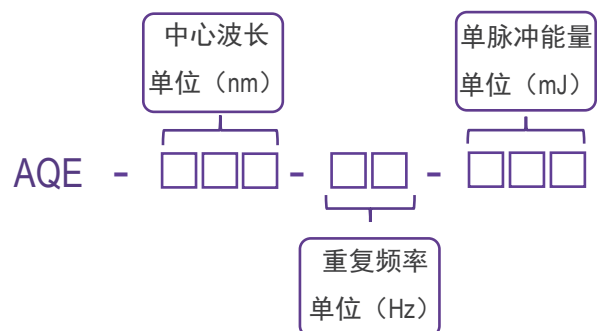 中心波长
单位（nm）
单脉冲能量
单位（mJ）
AQE - □□□ - □□ - □□□
重复频率
单位（Hz）